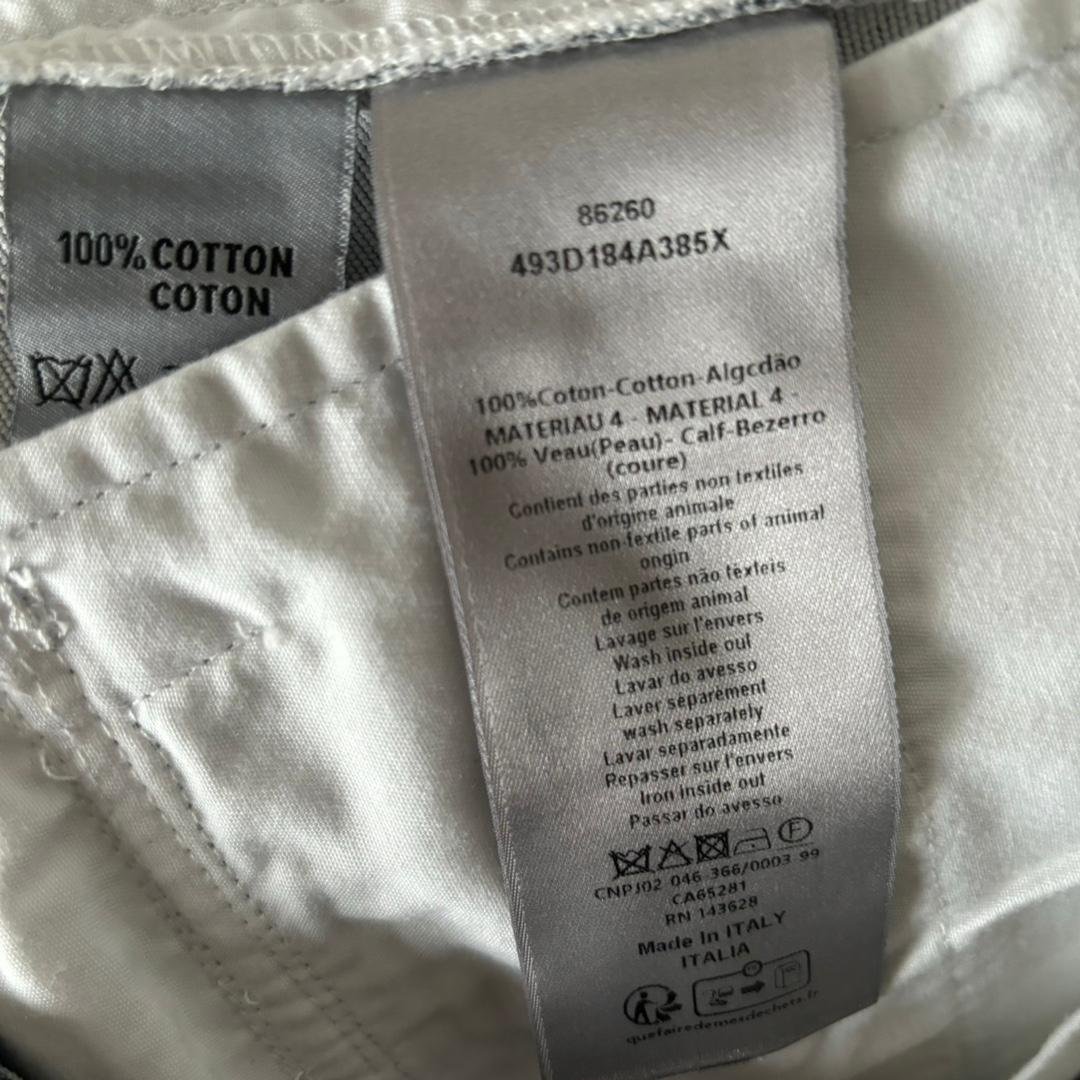 100% COTTON
COTON
86260
493D184A385X
100%Coton-Cotton-Algcdão
MATERIAU 4 - MATERIAL 4 -
100% Veau(Peau)- Calf-Bezerro
(coure)
Contient des parties non textiles
d'origine animale
Contains non-textile parts of animal
ongin
Contem partes não texteis
de origem animal
Lavage sur l'envers
Wash inside out
Lavar do avesso
Laver séparément
wash separately
Lavar separadamente
Repasser sur l'envers
Iron inside out
Passar do avesso
F
CNPJ02 046 366/0003 99
CA65281
RN 143628
Made In ITALY
ITALIA
quefairedemesdechets.fr